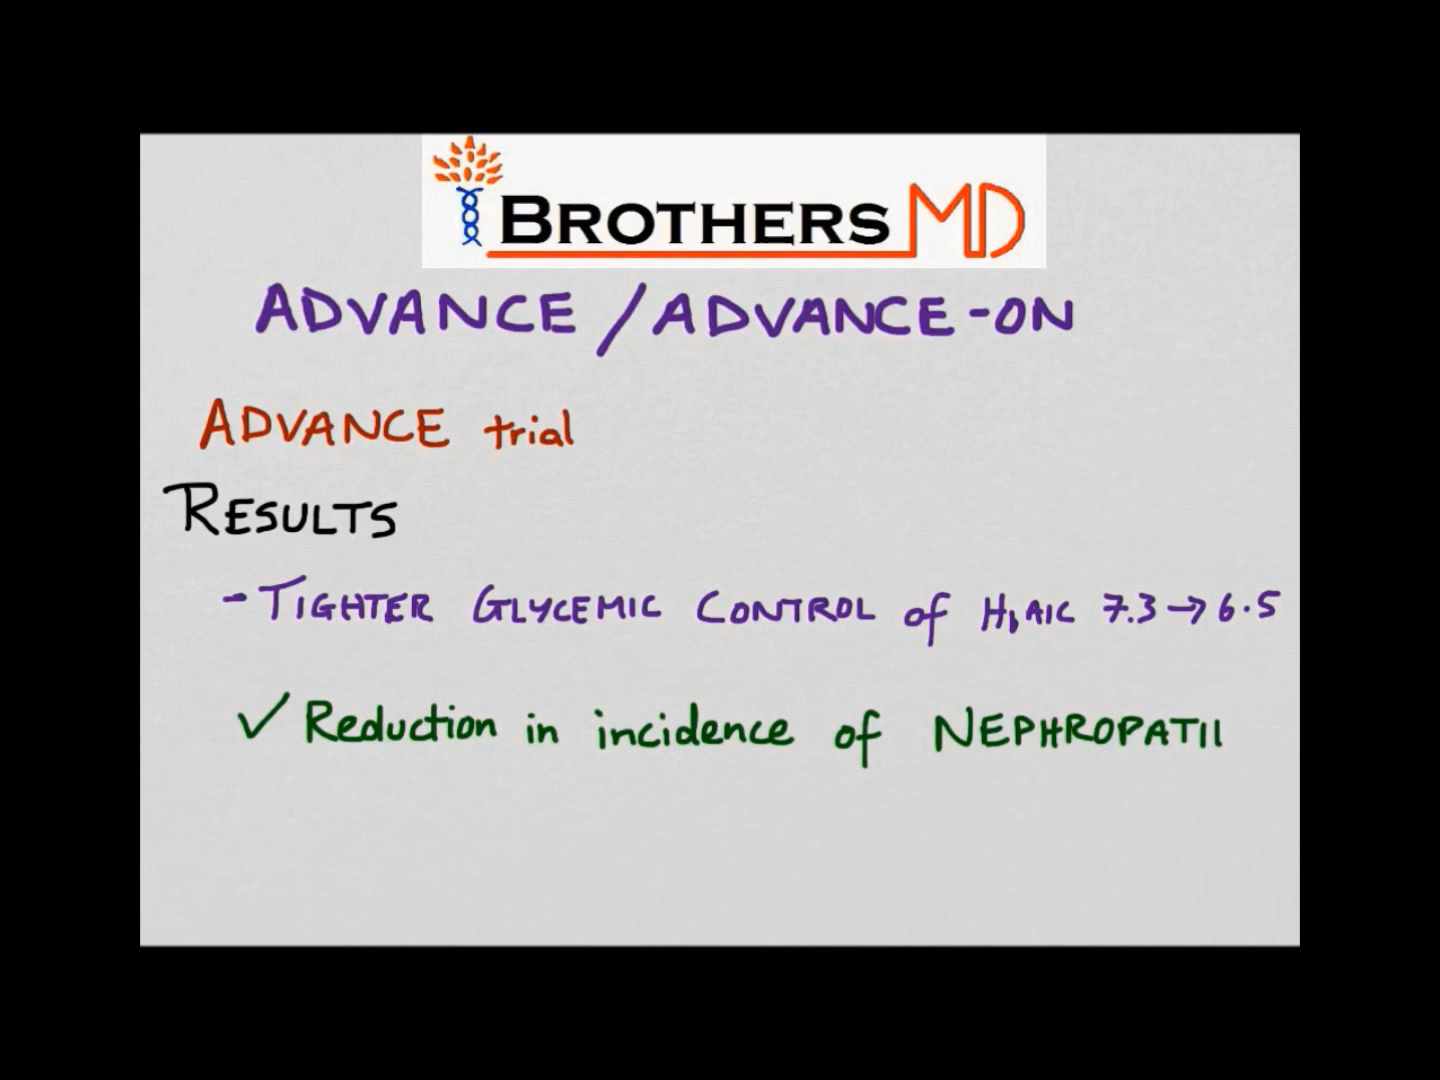 BROTHERS MD
ADVANCE / ADVANCE-ON
ADVANCE trial
RESULTS
- TIGHTER GLYCEMIC CONTROL of HbA1C 7.3 → 6.5
✓ Reduction in incidence of NEPHROPATII